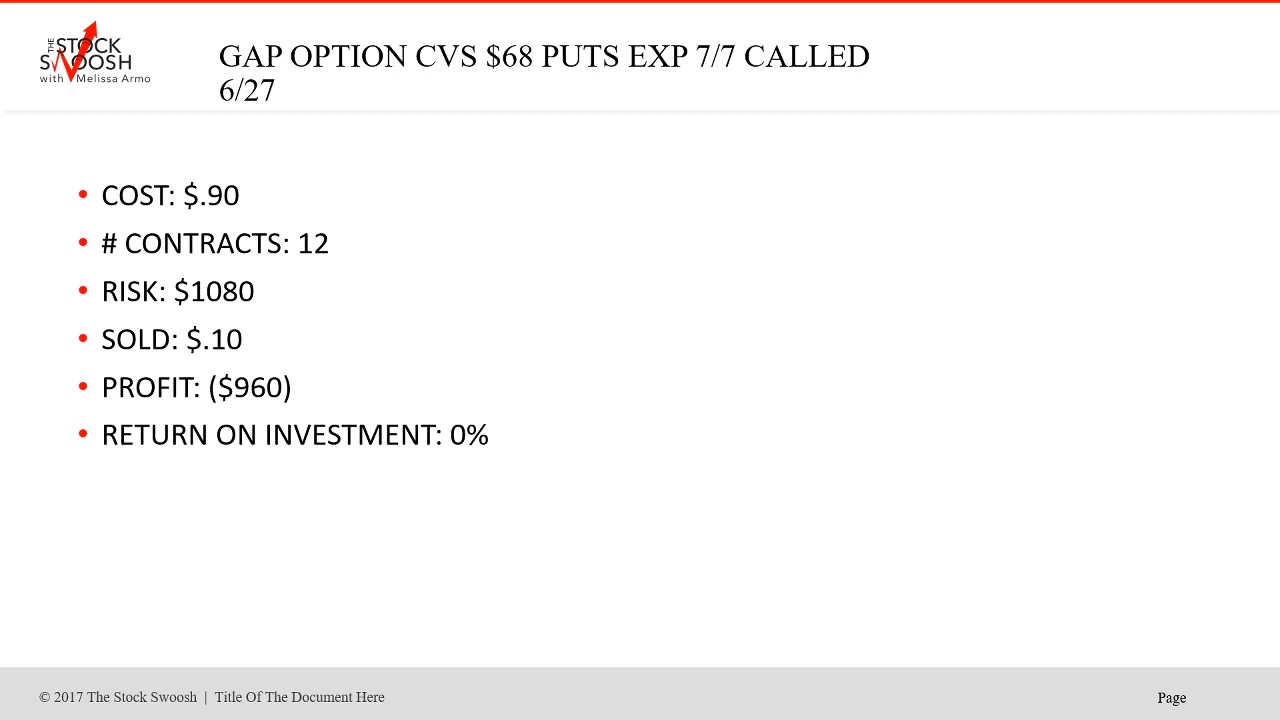 THE STOCK
SWOOSH
with Melissa Armo
GAP OPTION CVS $68 PUTS EXP 7/7 CALLED
6/27
• COST: $.90
• # CONTRACTS: 12
• RISK: $1080
• SOLD: $.10
• PROFIT: ($960)
• RETURN ON INVESTMENT: 0%
© 2017 The Stock Swoosh | Title Of The Document Here
Page